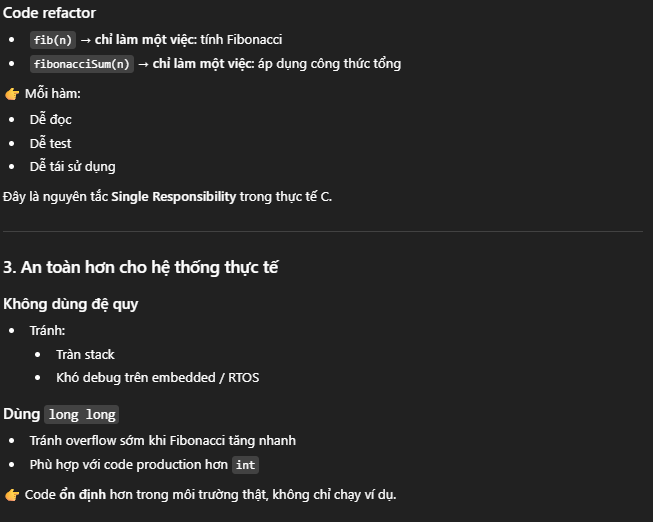 Code refactor
• fib(n) → chỉ làm một việc: tính Fibonacci
• fibonacciSum(n) → chỉ làm một việc: áp dụng công thức tổng
👉 Mỗi hàm:
• Dễ đọc
• Dễ test
• Dễ tái sử dụng
Đây là nguyên tắc Single Responsibility trong thực tế C.
3. An toàn hơn cho hệ thống thực tế
Không dùng đệ quy
• Tránh:
• Tràn stack
• Khó debug trên embedded / RTOS
Dùng long long
• Tránh overflow sớm khi Fibonacci tăng nhanh
• Phù hợp với code production hơn int
👉 Code ổn định hơn trong môi trường thật, không chỉ chạy ví dụ.